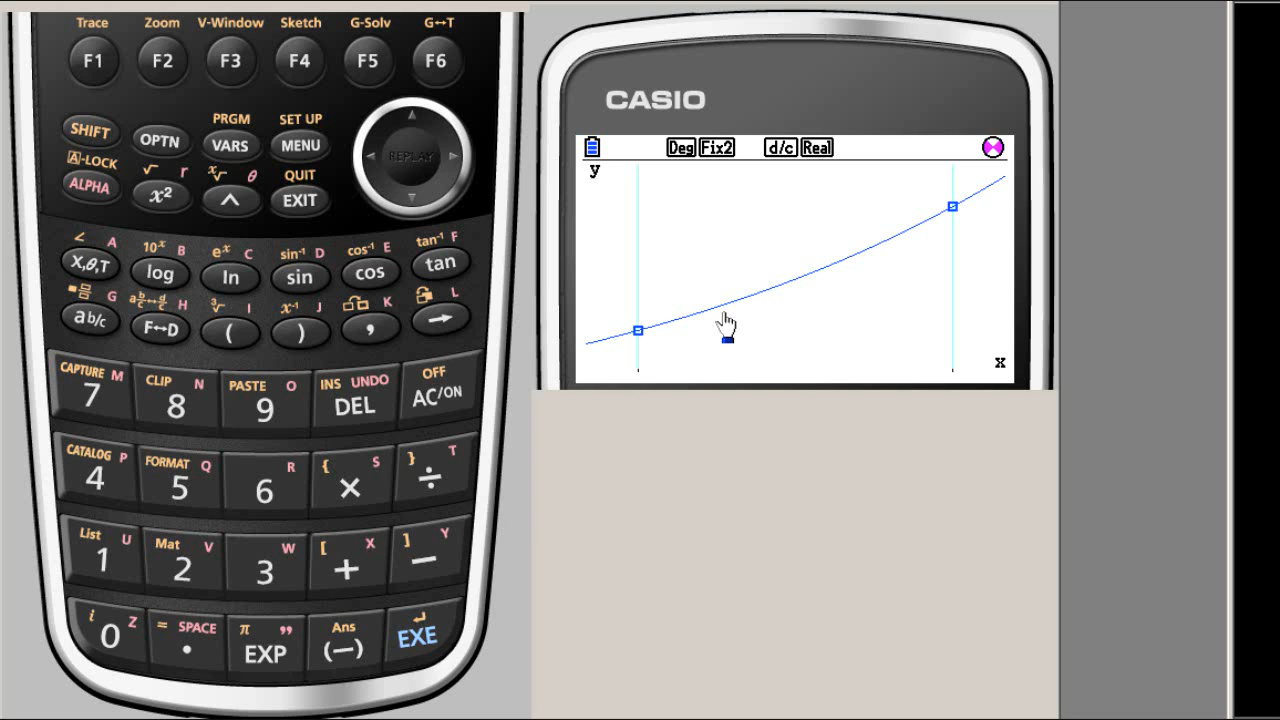 Trace Zoom V-Window Sketch G-Solv G↔T
F1 F2 F3 F4 F5 F6
PRGM SET UP
SHIFT OPTN VARS MENU
REPLAY
A-LOCK √ r ˣ√ θ QUIT
ALPHA x² ^ EXIT
∠ A 10ˣ B eˣ C sin⁻¹ D cos⁻¹ E tan⁻¹ F
X,θ,T log ln sin cos tan
G a b/c↔d/c H ³√ I x⁻¹ J K L
a b/c F↔D ( ) , →
CAPTURE M CLIP N PASTE O INS UNDO OFF
7 8 9 DEL AC/ON
CATALOG P FORMAT Q R { S } T
4 5 6 × ÷
List U Mat V W [ X ] Y
1 2 3 + −
i Z = SPACE π " Ans ↵
0 • EXP (−) EXE
CASIO
Deg Fix2 d/c Real
y
x